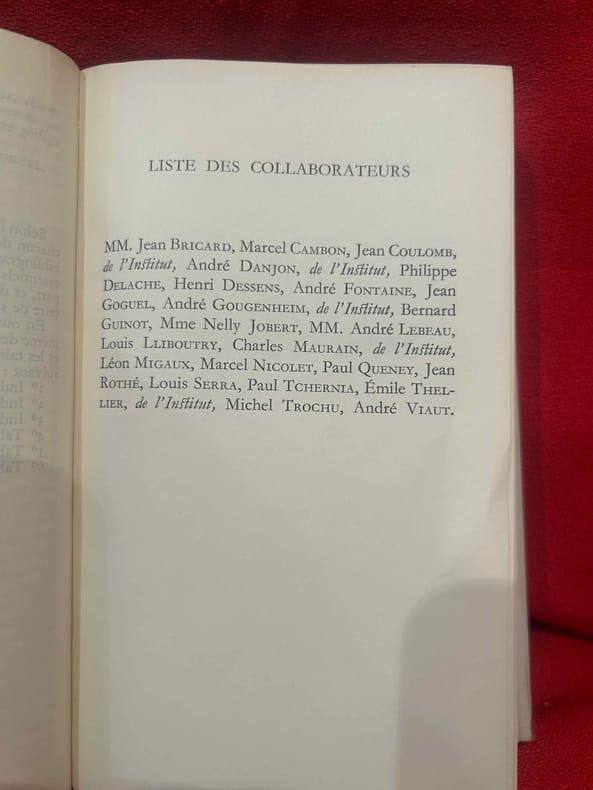 LISTE DES COLLABORATEURS
MM. Jean BRICARD, Marcel CAMBON, Jean COULOMB,
de l'Institut, André DANJON, de l'Institut, Philippe
DELACHE, Henri DESSENS, André FONTAINE, Jean
GOGUEL, André GOUGENHEIM, de l'Institut, Bernard
GUINOT, Mme Nelly JOBERT, MM. André LEBEAU,
Louis LLIBOUTRY, Charles MAURAIN, de l'Institut,
Léon MIGAUX, Marcel NICOLET, Paul QUENEY, Jean
ROTHÉ, Louis SERRA, Paul TCHERNIA, Émile THEL-
LIER, de l'Institut, Michel TROCHU, André VIAUT.